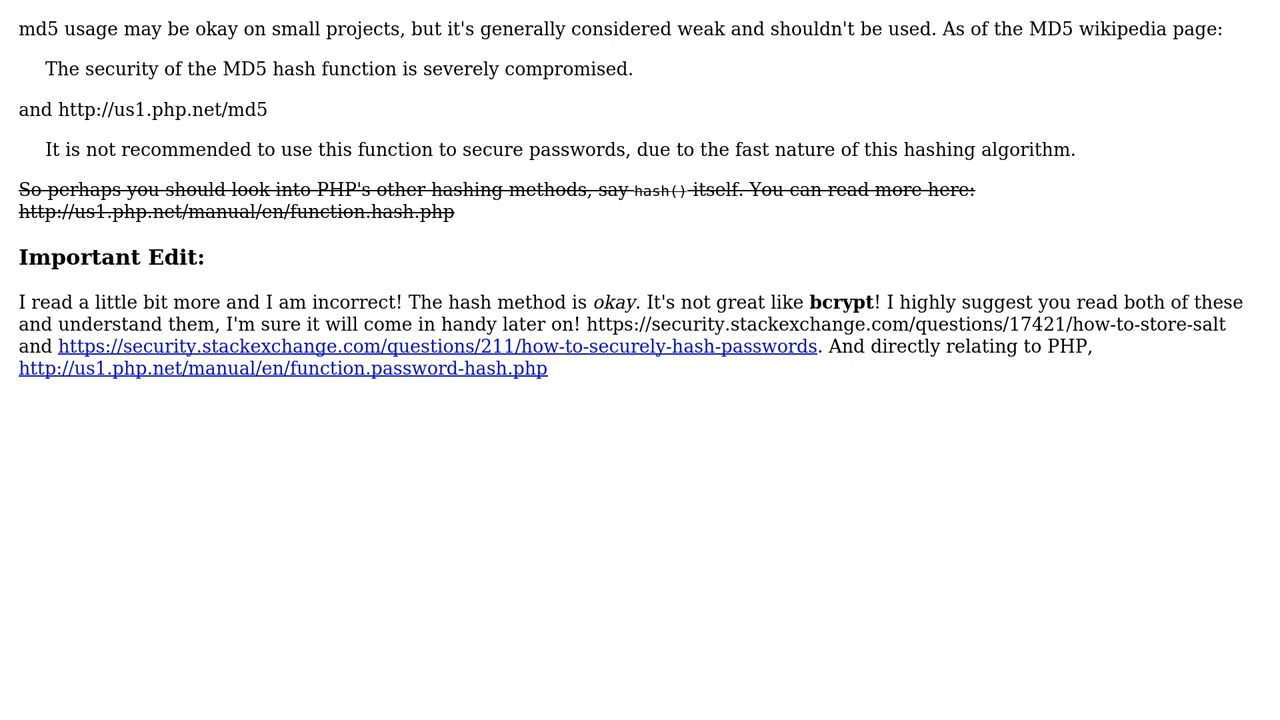 md5 usage may be okay on small projects, but it's generally considered weak and shouldn't be used. As of the MD5 wikipedia page:
The security of the MD5 hash function is severely compromised.
and http://us1.php.net/md5
It is not recommended to use this function to secure passwords, due to the fast nature of this hashing algorithm.
So perhaps you should look into PHP's other hashing methods, say hash() itself. You can read more here:
http://us1.php.net/manual/en/function.hash.php
Important Edit:
I read a little bit more and I am incorrect! The hash method is okay. It's not great like bcrypt! I highly suggest you read both of these
and understand them, I'm sure it will come in handy later on! https://security.stackexchange.com/questions/17421/how-to-store-salt
and https://security.stackexchange.com/questions/211/how-to-securely-hash-passwords. And directly relating to PHP,
http://us1.php.net/manual/en/function.password-hash.php